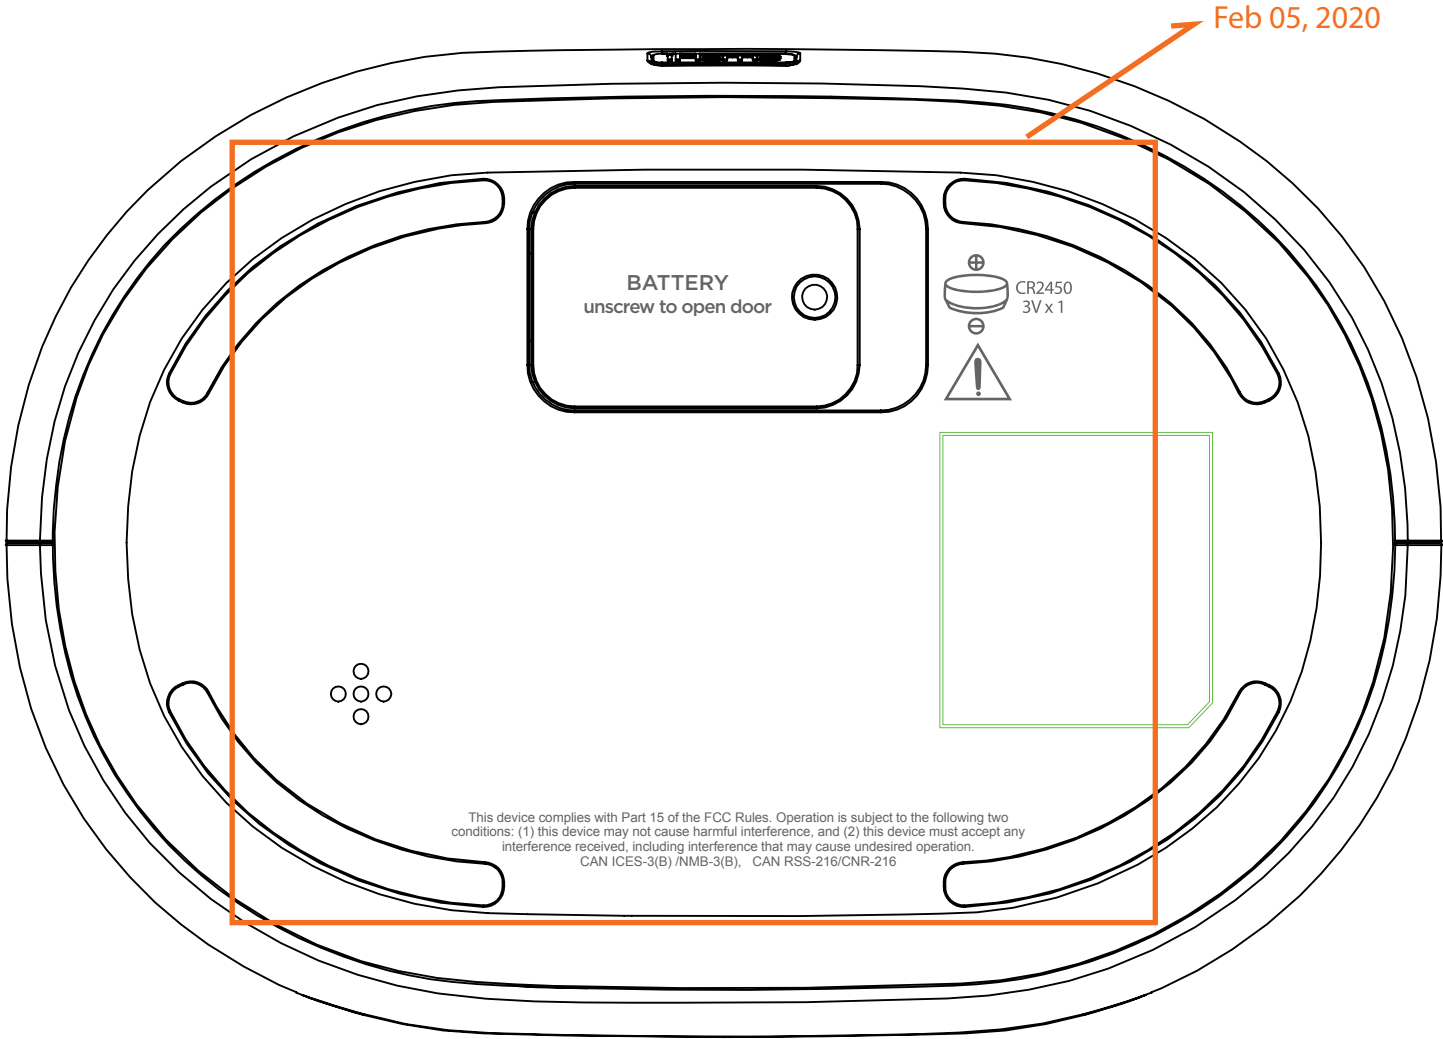 Feb 05, 2020
BATTERY
unscrew to open door
CR2450
3V x 1
This device complies with Part 15 of the FCC Rules. Operation is subject to the following two
conditions: (1) this device may not cause harmful interference, and (2) this device must accept any
interference received, including interference that may cause undesired operation.
CAN ICES-3(B) /NMB-3(B),   CAN RSS-216/CNR-216